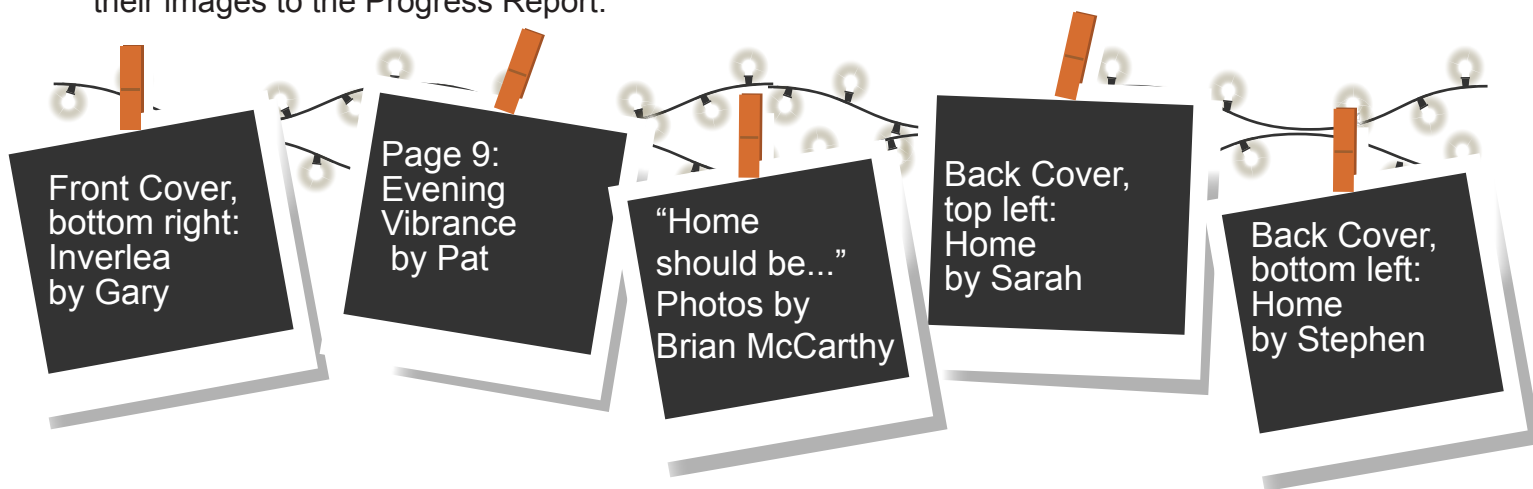 their images to the Progress Report.
Front Cover,
bottom right:
Inverlea
by Gary
Page 9:
Evening
Vibrance
by Pat
“Home
should be...”
Photos by
Brian McCarthy
Back Cover,
top left:
Home
by Sarah
Back Cover,
bottom left:
Home
by Stephen